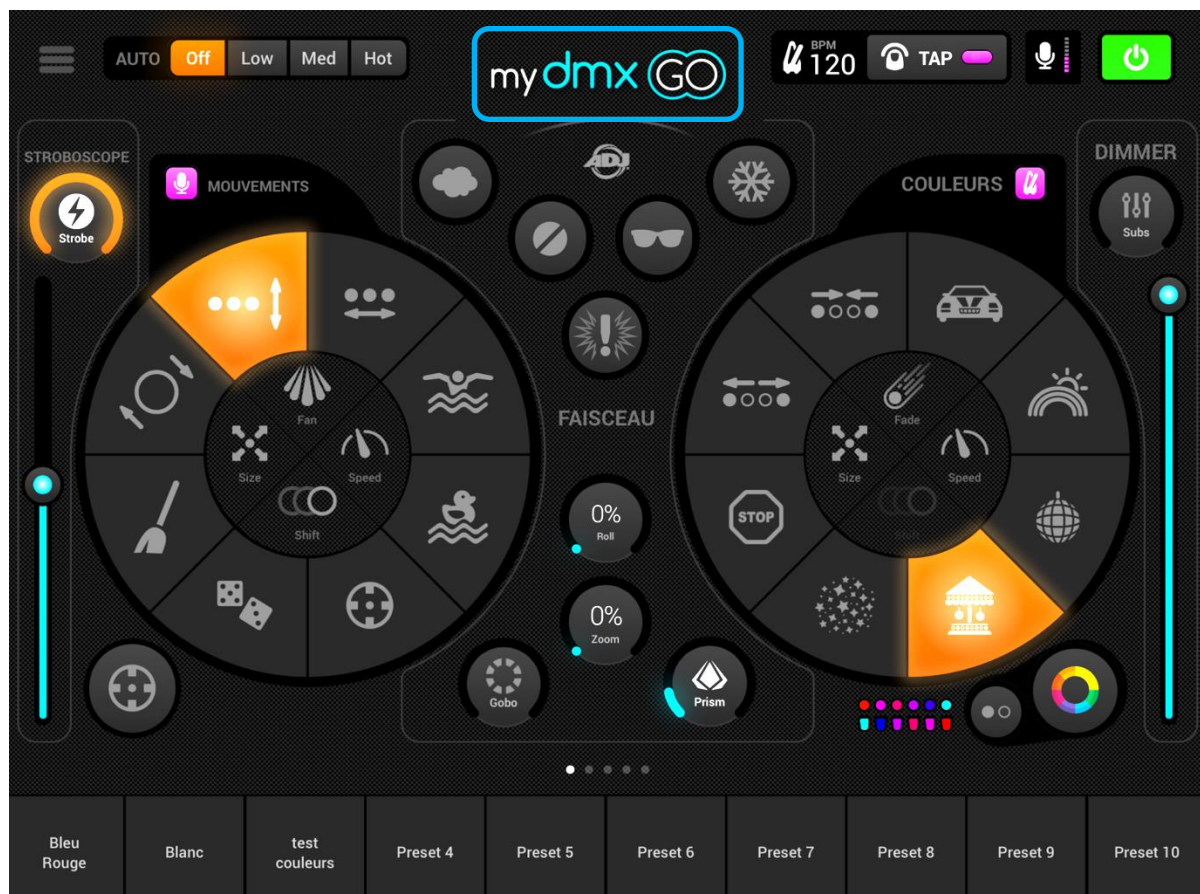 AUTO Off Low Med Hot
my dmx GO
BPM
120
TAP
STROBOSCOPE
Strobe
MOUVEMENTS
ADJ
COULEURS
DIMMER
Subs
Fan
Size
Speed
Shift
FAISCEAU
Fade
Size
Speed
Shift
STOP
0%
Roll
0%
Zoom
Gobo
Prism
Bleu
Rouge
Blanc
test
couleurs
Preset 4
Preset 5
Preset 6
Preset 7
Preset 8
Preset 9
Preset 10